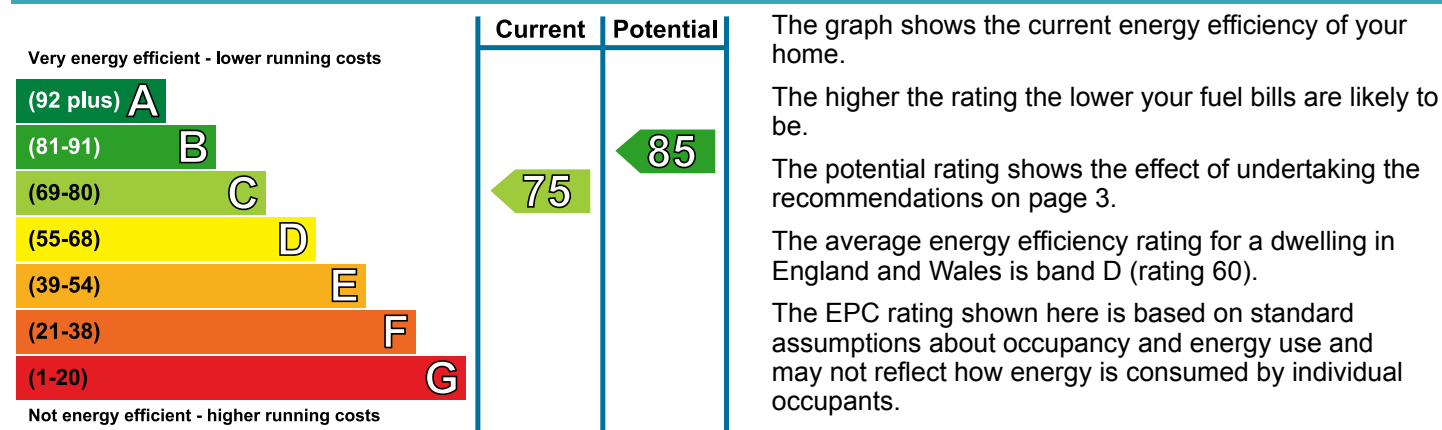 Current Potential
Very energy efficient - lower running costs
(92 plus) A
(81-91) B
(69-80) C
(55-68) D
(39-54) E
(21-38) F
(1-20) G
Not energy efficient - higher running costs
75
85
The graph shows the current energy efficiency of your
home.
The higher the rating the lower your fuel bills are likely to
be.
The potential rating shows the effect of undertaking the
recommendations on page 3.
The average energy efficiency rating for a dwelling in
England and Wales is band D (rating 60).
The EPC rating shown here is based on standard
assumptions about occupancy and energy use and
may not reflect how energy is consumed by individual
occupants.